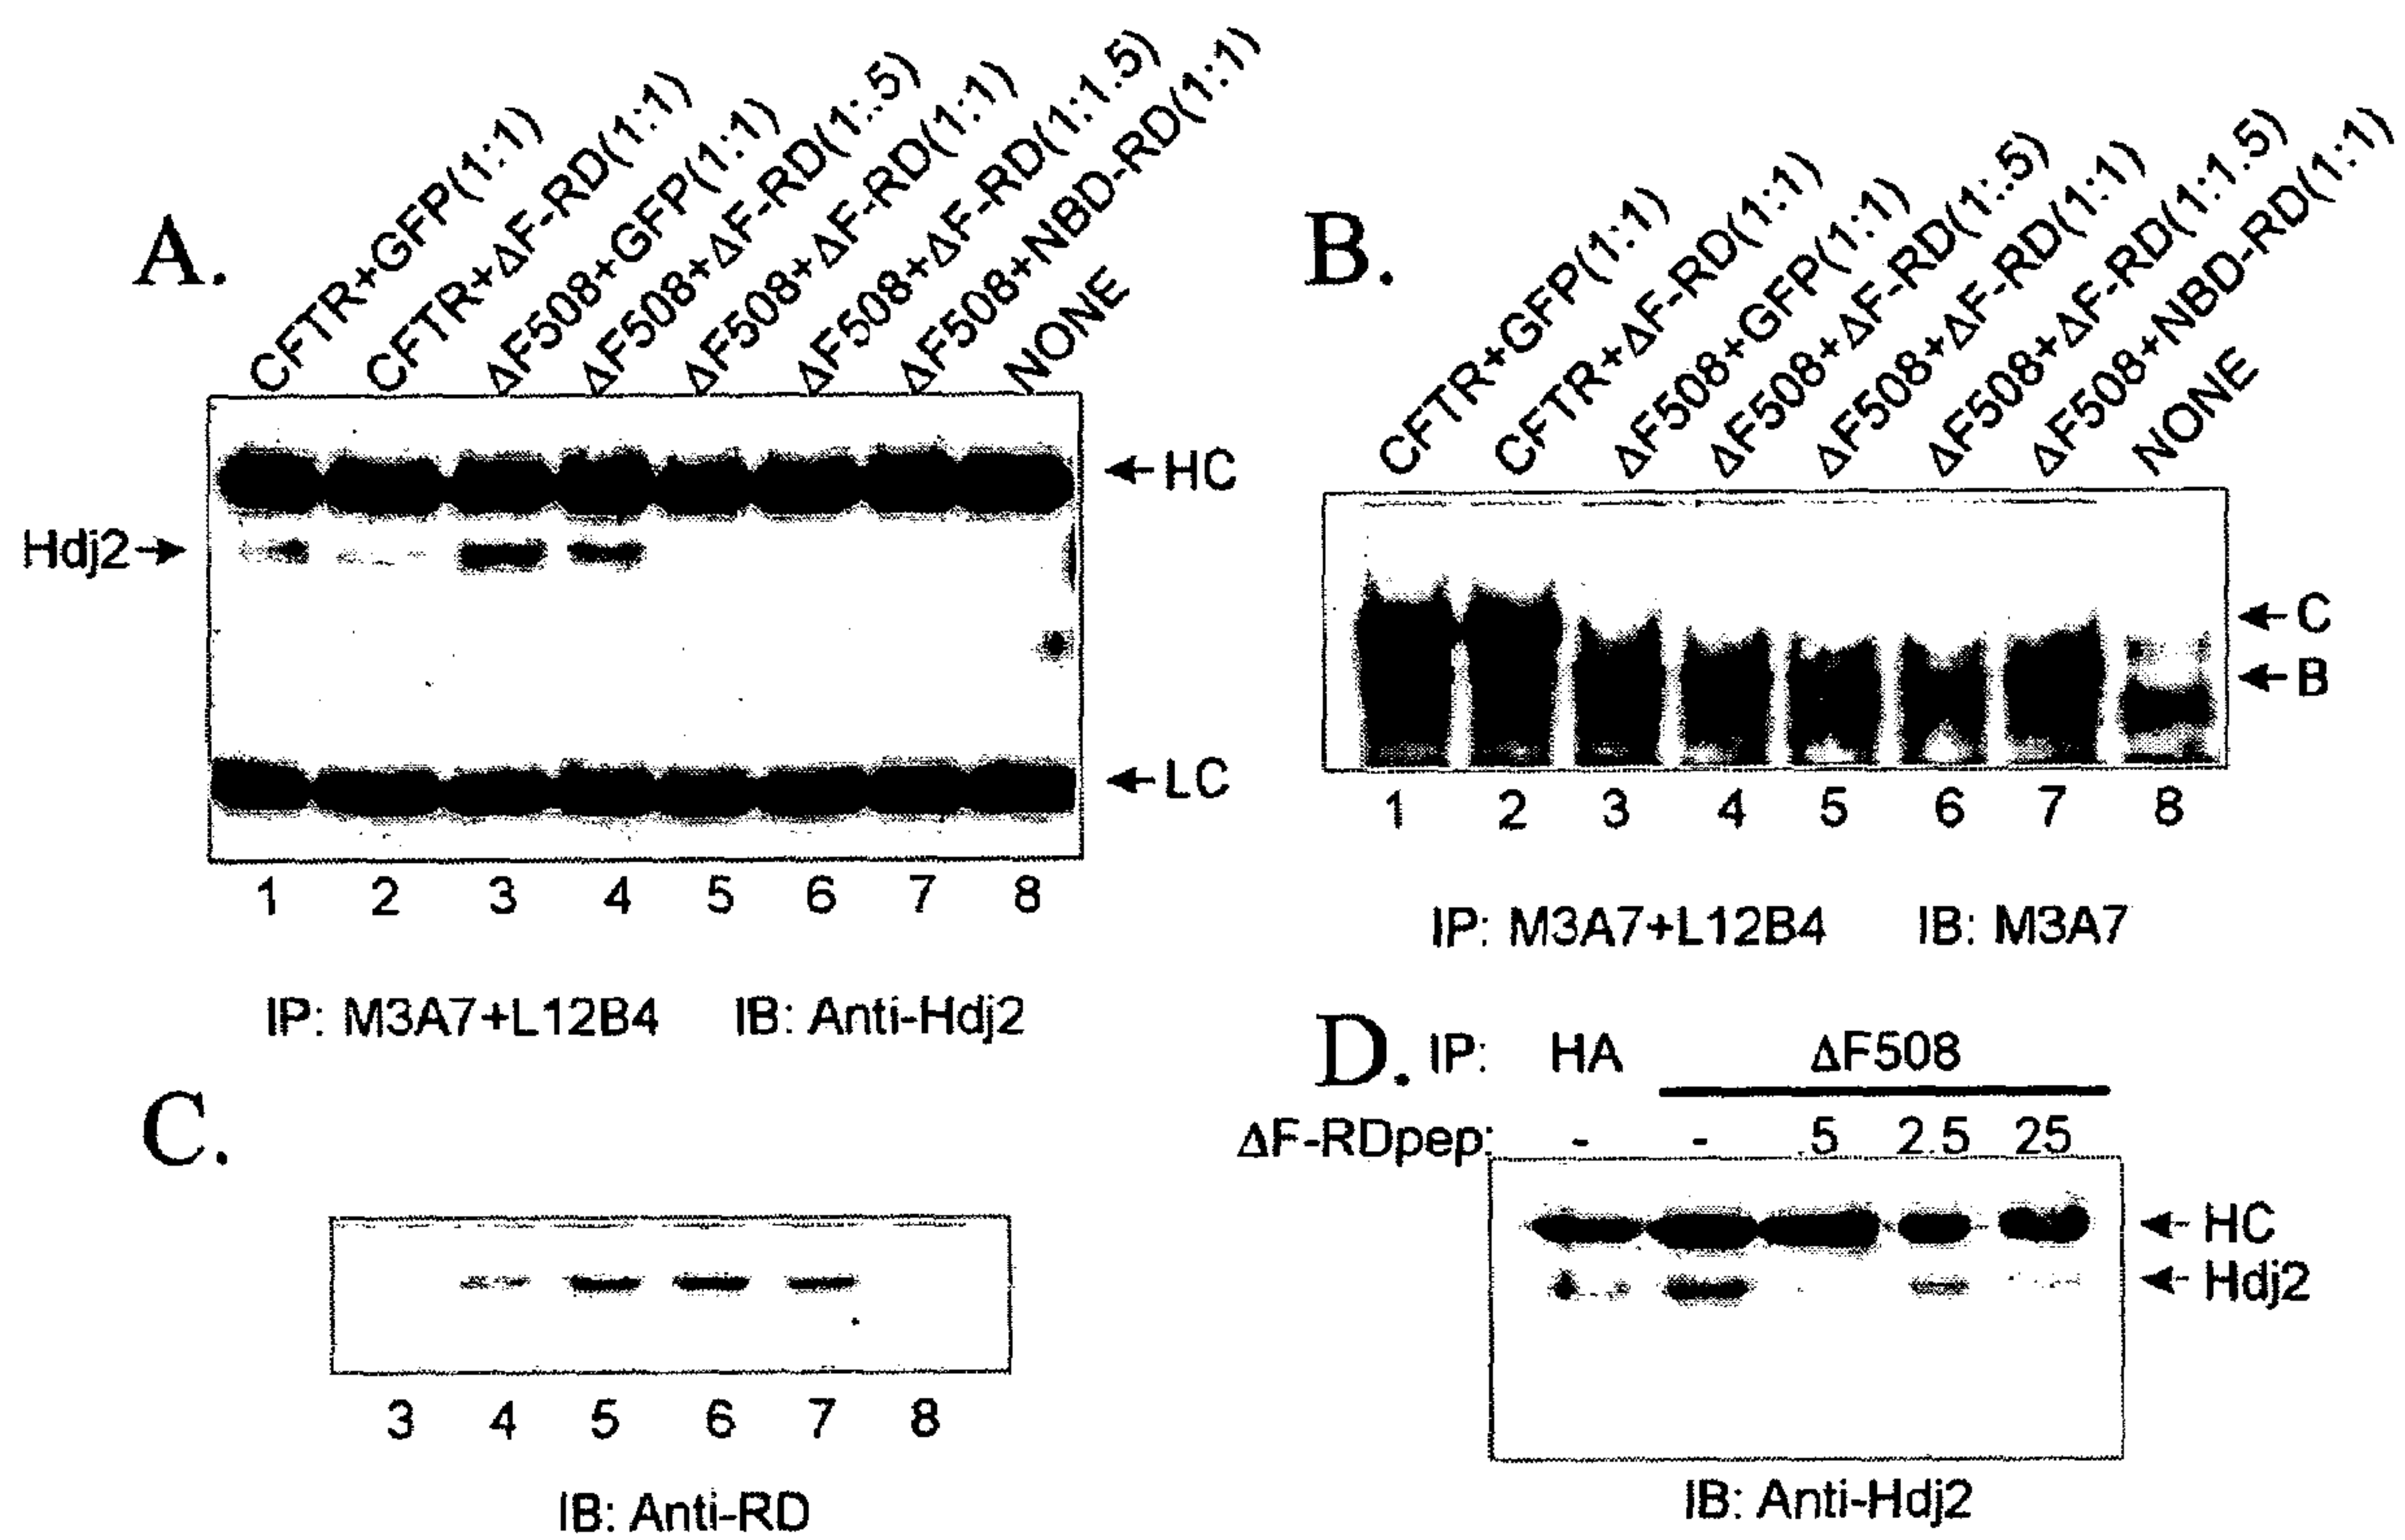 A.
CFTR+GFP(1:1)
CFTR+ΔF-RD(1:1)
ΔF508+GFP(1:1)
ΔF508+ΔF-RD(1:.5)
ΔF508+ΔF-RD(1:1)
ΔF508+ΔF-RD(1:1.5)
ΔF508+NBD-RD(1:1)
NONE
HC
Hdj2
LC
1 2 3 4 5 6 7 8
IP: M3A7+L12B4 IB: Anti-Hdj2
B.
CFTR+GFP(1:1)
CFTR+ΔF-RD(1:1)
ΔF508+GFP(1:1)
ΔF508+ΔF-RD(1:.5)
ΔF508+ΔF-RD(1:1)
ΔF508+ΔF-RD(1:1.5)
ΔF508+NBD-RD(1:1)
NONE
C
B
1 2 3 4 5 6 7 8
IP: M3A7+L12B4 IB: M3A7
C.
3 4 5 6 7 8
IB: Anti-RD
D. IP: HA ΔF508
ΔF-RDpep: - - .5 2.5 25
HC
Hdj2
IB: Anti-Hdj2